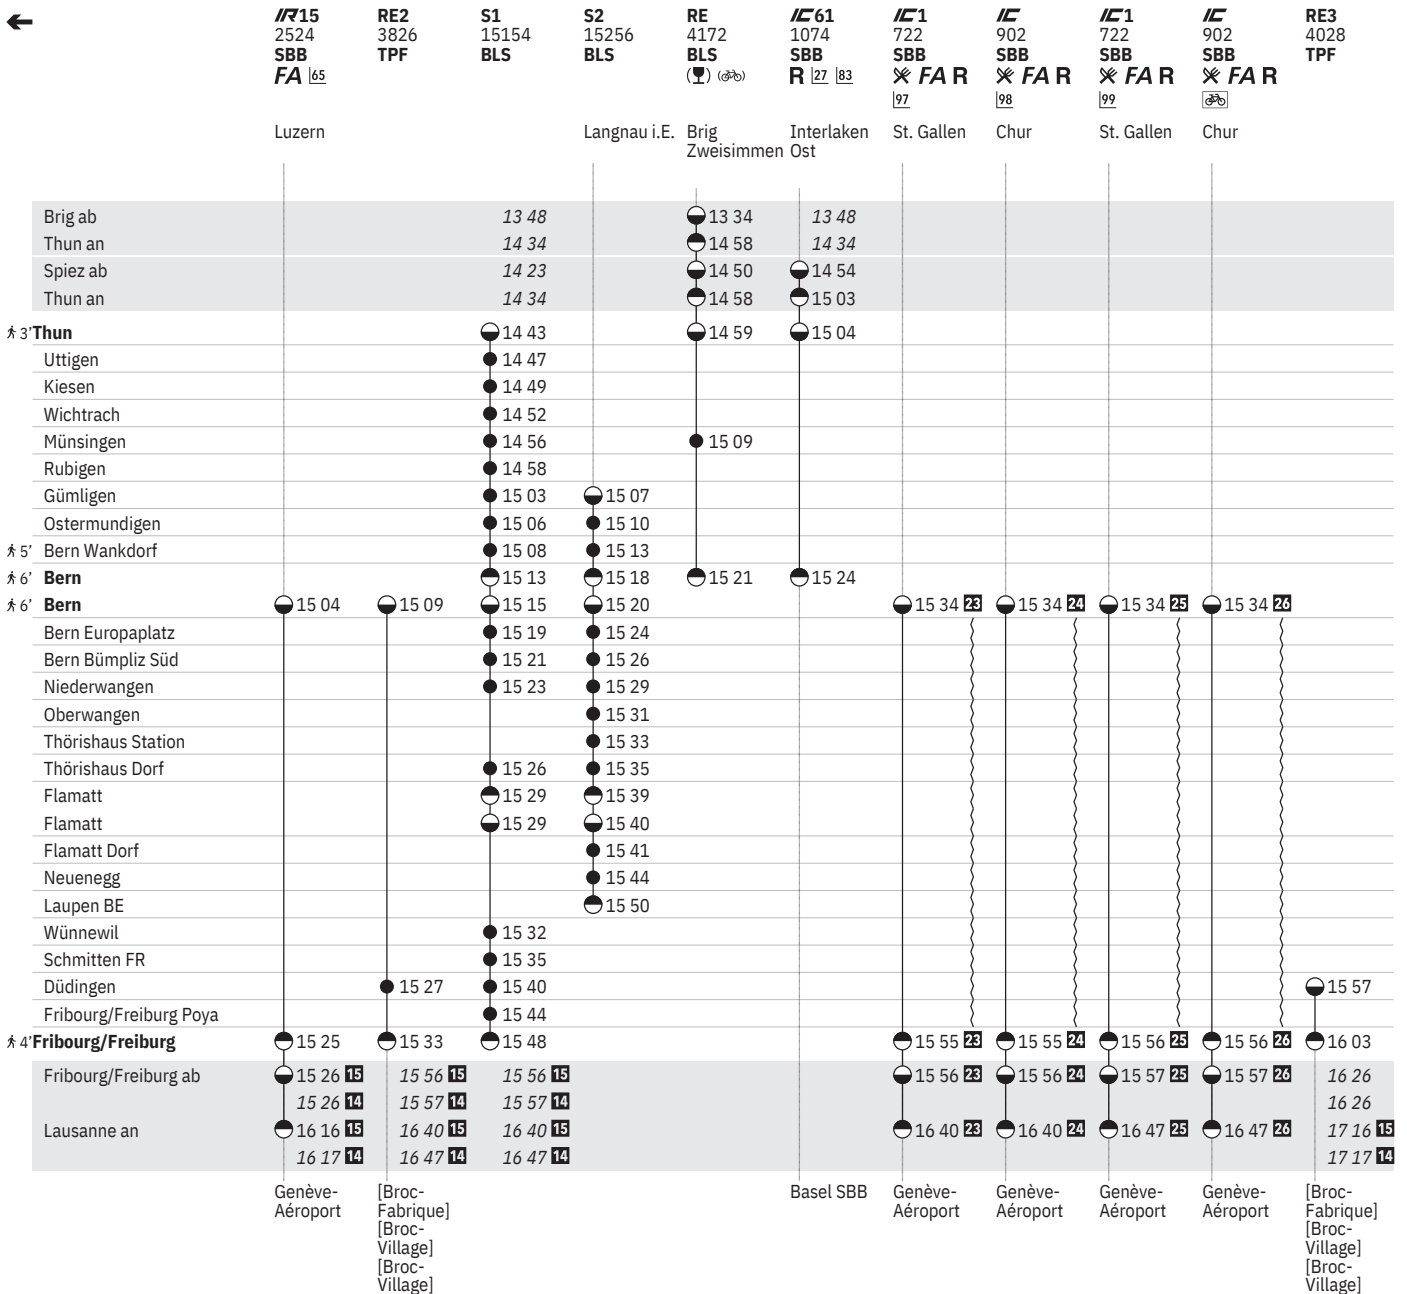 IR15 RE2 S1 S2 RE IC61 IC1 IC IC1 IC RE3
2524 3826 15154 15256 4172 1074 722 902 722 902 4028
SBB TPF BLS BLS BLS SBB SBB SBB SBB SBB TPF
FA 65 R 27 83 FA R FA R FA R FA R
97 98 99
Luzern Langnau i.E. Brig Interlaken St. Gallen Chur St. Gallen Chur
Zweisimmen Ost
Brig ab 13 48 13 34 13 48
Thun an 14 34 14 58 14 34
Spiez ab 14 23 14 50 14 54
Thun an 14 34 14 58 15 03
3' Thun 14 43 14 59 15 04
Uttigen 14 47
Kiesen 14 49
Wichtrach 14 52
Münsingen 14 56 15 09
Rubigen 14 58
Gümligen 15 03 15 07
Ostermundigen 15 06 15 10
5' Bern Wankdorf 15 08 15 13
6' Bern 15 13 15 18 15 21 15 24
6' Bern 15 04 15 09 15 15 15 20 15 34 23 15 34 24 15 34 25 15 34 26
Bern Europaplatz 15 19 15 24
Bern Bümpliz Süd 15 21 15 26
Niederwangen 15 23 15 29
Oberwangen 15 31
Thörishaus Station 15 33
Thörishaus Dorf 15 26 15 35
Flamatt 15 29 15 39
Flamatt 15 29 15 40
Flamatt Dorf 15 41
Neuenegg 15 44
Laupen BE 15 50
Wünnewil 15 32
Schmitten FR 15 35
Düdingen 15 27 15 40 15 57
Fribourg/Freiburg Poya 15 44
4' Fribourg/Freiburg 15 25 15 33 15 48 15 55 23 15 55 24 15 56 25 15 56 26 16 03
Fribourg/Freiburg ab 15 26 15 15 56 15 15 56 15 15 56 23 15 56 24 15 57 25 15 57 26 16 26
15 26 14 15 57 14 15 57 14 16 26
Lausanne an 16 16 15 16 40 15 16 40 15 16 40 23 16 40 24 16 47 25 16 47 26 17 16 15
16 17 14 16 47 14 16 47 14 17 17 14
Genève- [Broc- Basel SBB Genève- Genève- Genève- Genève- [Broc-
Aéroport Fabrique] Aéroport Aéroport Aéroport Aéroport Fabrique]
[Broc- [Broc-
Village] Village]
[Broc- [Broc-
Village] Village]